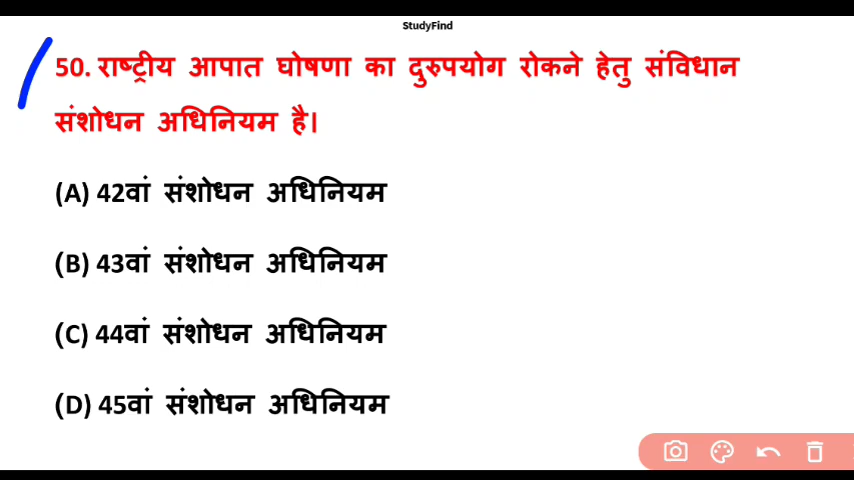 StudyFind
50. राष्ट्रीय आपात घोषणा का दुरुपयोग रोकने हेतु संविधान
संशोधन अधिनियम है।
(A) 42वां संशोधन अधिनियम
(B) 43वां संशोधन अधिनियम
(C) 44वां संशोधन अधिनियम
(D) 45वां संशोधन अधिनियम